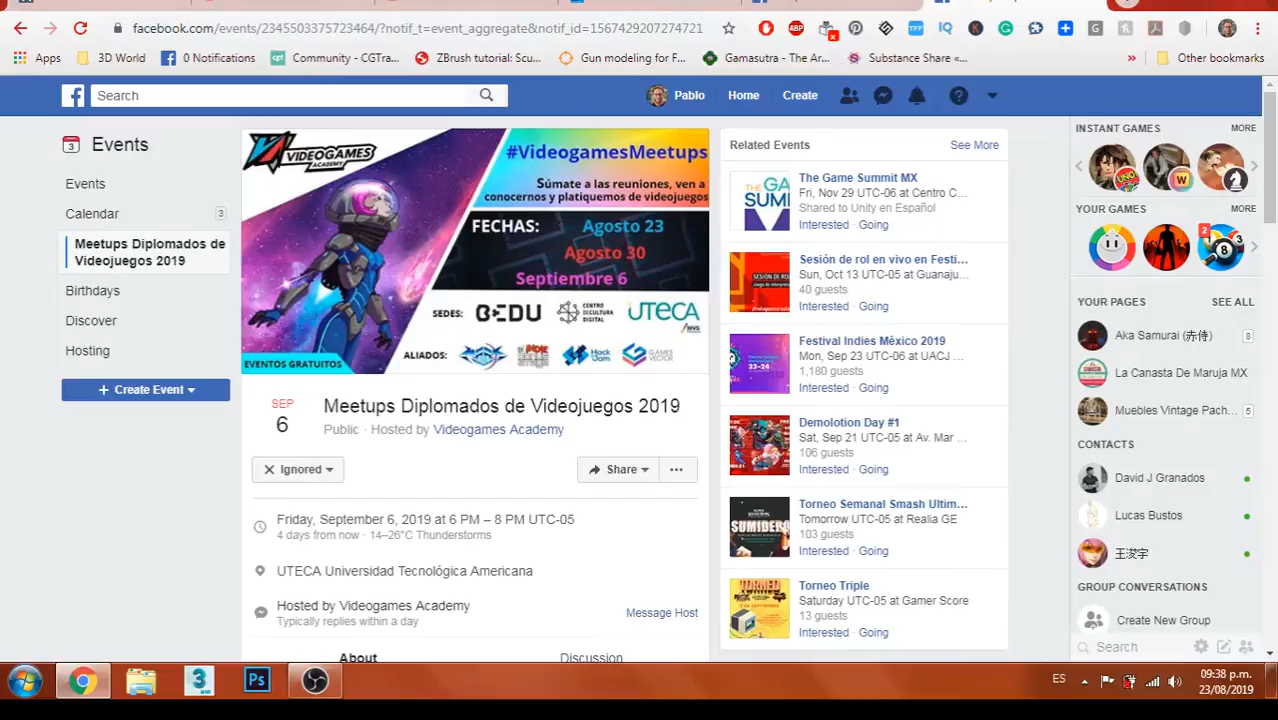 facebook.com/events/2345503375723464/?notif_t=event_aggregate&notif_id=1567429207274721
Apps
3D World
0 Notifications
Community - CGTra...
ZBrush tutorial: Scu...
Gun modeling for F...
Gamasutra - The Ar...
Substance Share «...
»
Other bookmarks
Search
Pablo
Home
Create
Events
Events
Calendar
3
Meetups Diplomados de
Videojuegos 2019
Birthdays
Discover
Hosting
+ Create Event
VIDEOGAMES
ACADEMY
#VideogamesMeetups
Súmate a las reuniones, ven a
conocernos y platiquemos de videojuegos
FECHAS:
Agosto 23
Agosto 30
Septiembre 6
SEDES:
BEDU
CENTRO
DE CULTURA
DIGITAL
UTECA
MVS
ALIADOS:
Hack
Jam
GAMES
VECTOR
EVENTOS GRATUITOS
SEP
6
Meetups Diplomados de Videojuegos 2019
Public · Hosted by Videogames Academy
Ignored
Share
Friday, September 6, 2019 at 6 PM – 8 PM UTC-05
4 days from now · 14–26°C Thunderstorms
UTECA Universidad Tecnológica Americana
Hosted by Videogames Academy
Typically replies within a day
Message Host
About
Discussion
Related Events
See More
The Game Summit MX
Fri, Nov 29 UTC-06 at Centro C...
Shared to Unity en Español
Interested · Going
Sesión de rol en vivo en Festi...
Sun, Oct 13 UTC-05 at Guanaju...
40 guests
Interested · Going
Festival Indies México 2019
Mon, Sep 23 UTC-06 at UACJ ...
1,180 guests
Interested · Going
Demolotion Day #1
Sat, Sep 21 UTC-05 at Av. Mar ...
106 guests
Interested · Going
Torneo Semanal Smash Ultim...
Tomorrow UTC-05 at Realia GE
103 guests
Interested · Going
Torneo Triple
Saturday UTC-05 at Gamer Score
13 guests
Interested · Going
INSTANT GAMES
MORE
YOUR GAMES
MORE
YOUR PAGES
SEE ALL
Aka Samurai (赤侍)
8
La Canasta De Maruja MX
Muebles Vintage Pach...
5
CONTACTS
David J Granados
Lucas Bustos
王浚宇
GROUP CONVERSATIONS
Create New Group
Search
ES
09:38 p.m.
23/08/2019